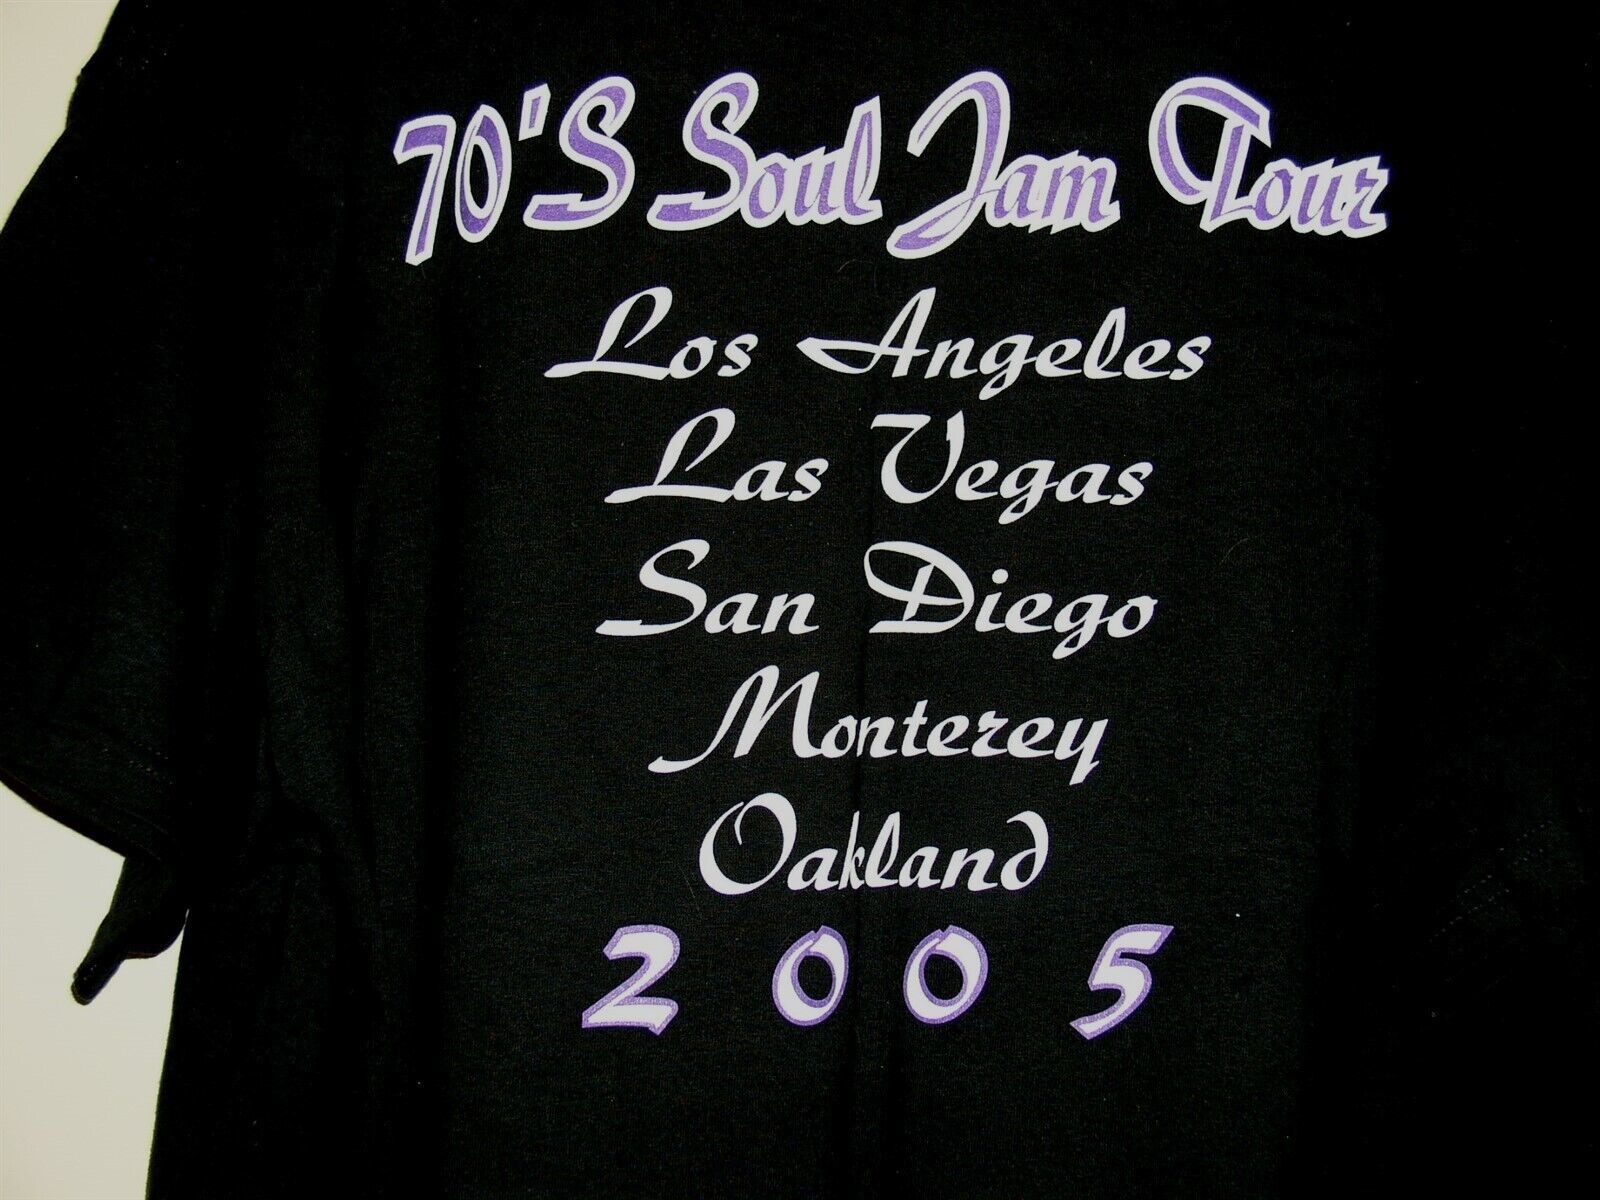 70'S Soul Jam Tour
Los Angeles
Las Vegas
San Diego
Monterey
Oakland
2005